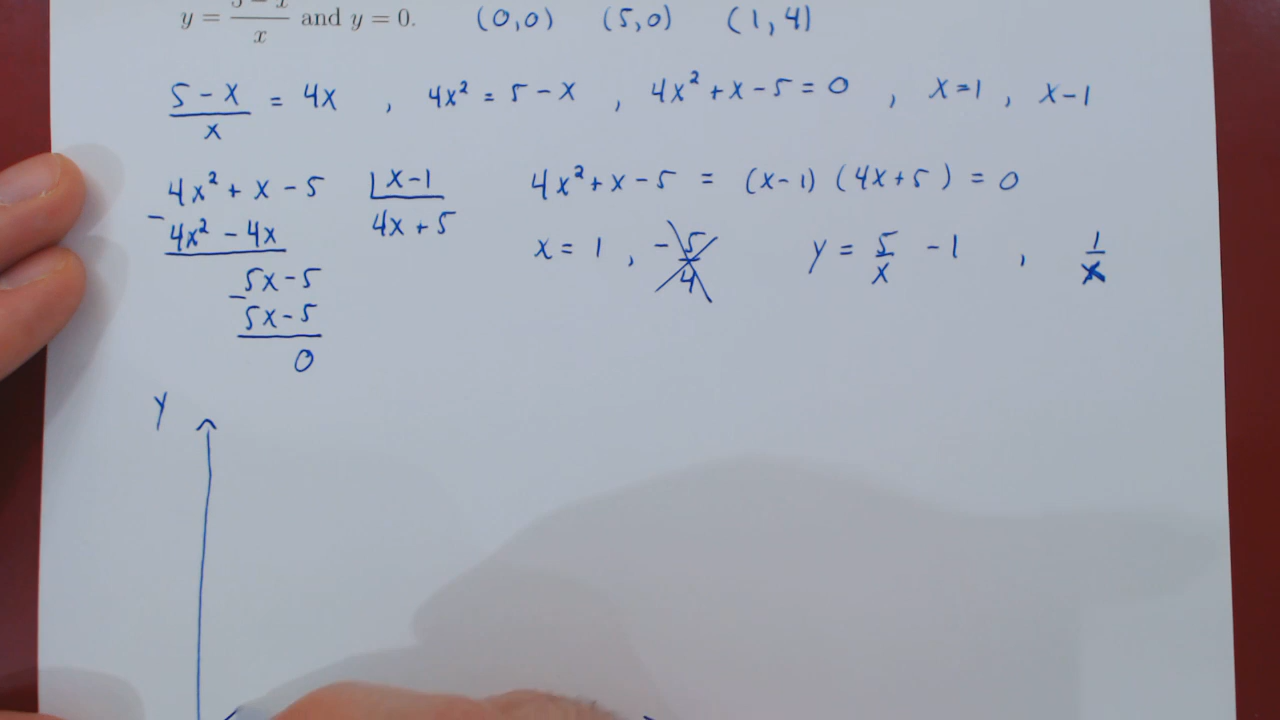 y = (5 − x)/x and y = 0. (0,0) (5,0) (1,4)
(5 − x)/x = 4x , 4x² = 5 − x , 4x² + x − 5 = 0 , x = 1 , x − 1
4x² + x − 5 | x − 1
− 4x² − 4x 4x + 5
5x − 5
− 5x − 5
0
4x² + x − 5 = (x − 1) (4x + 5) = 0
x = 1 , − 5/4 y = 5/x − 1 , 1/x
y